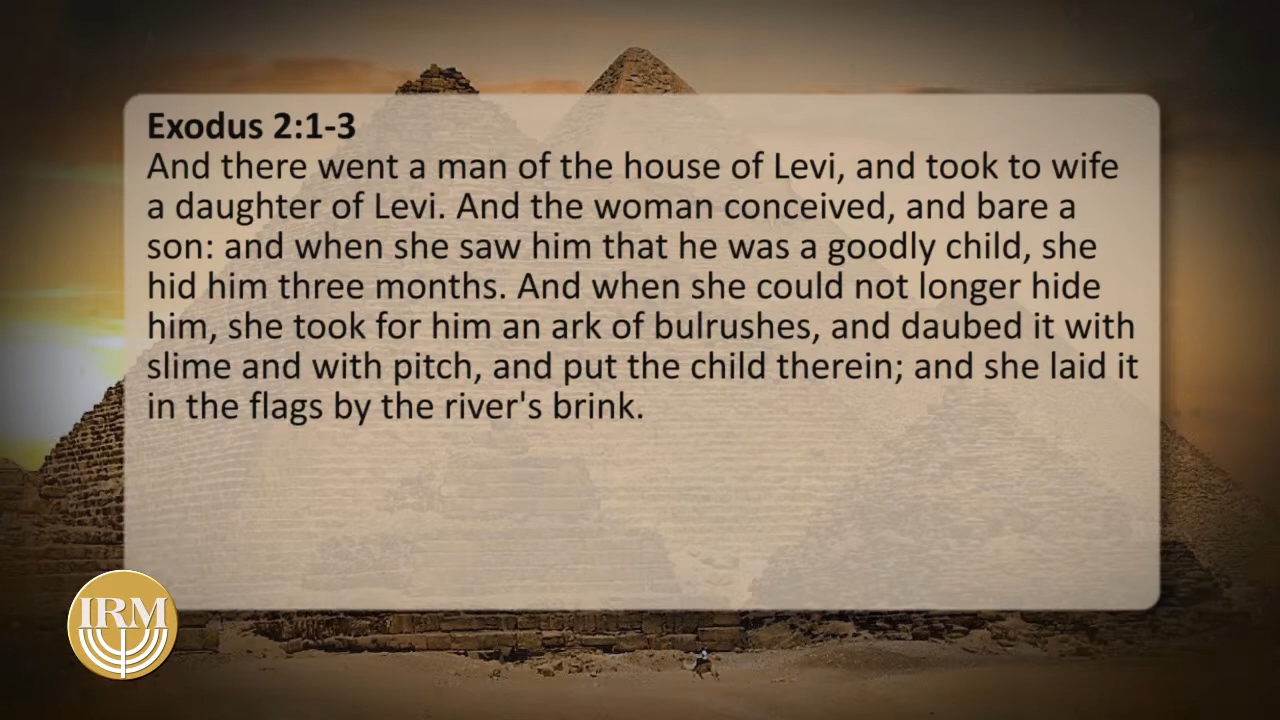 Exodus 2:1-3
And there went a man of the house of Levi, and took to wife
a daughter of Levi. And the woman conceived, and bare a
son: and when she saw him that he was a goodly child, she
hid him three months. And when she could not longer hide
him, she took for him an ark of bulrushes, and daubed it with
slime and with pitch, and put the child therein; and she laid it
in the flags by the river's brink.
IRM